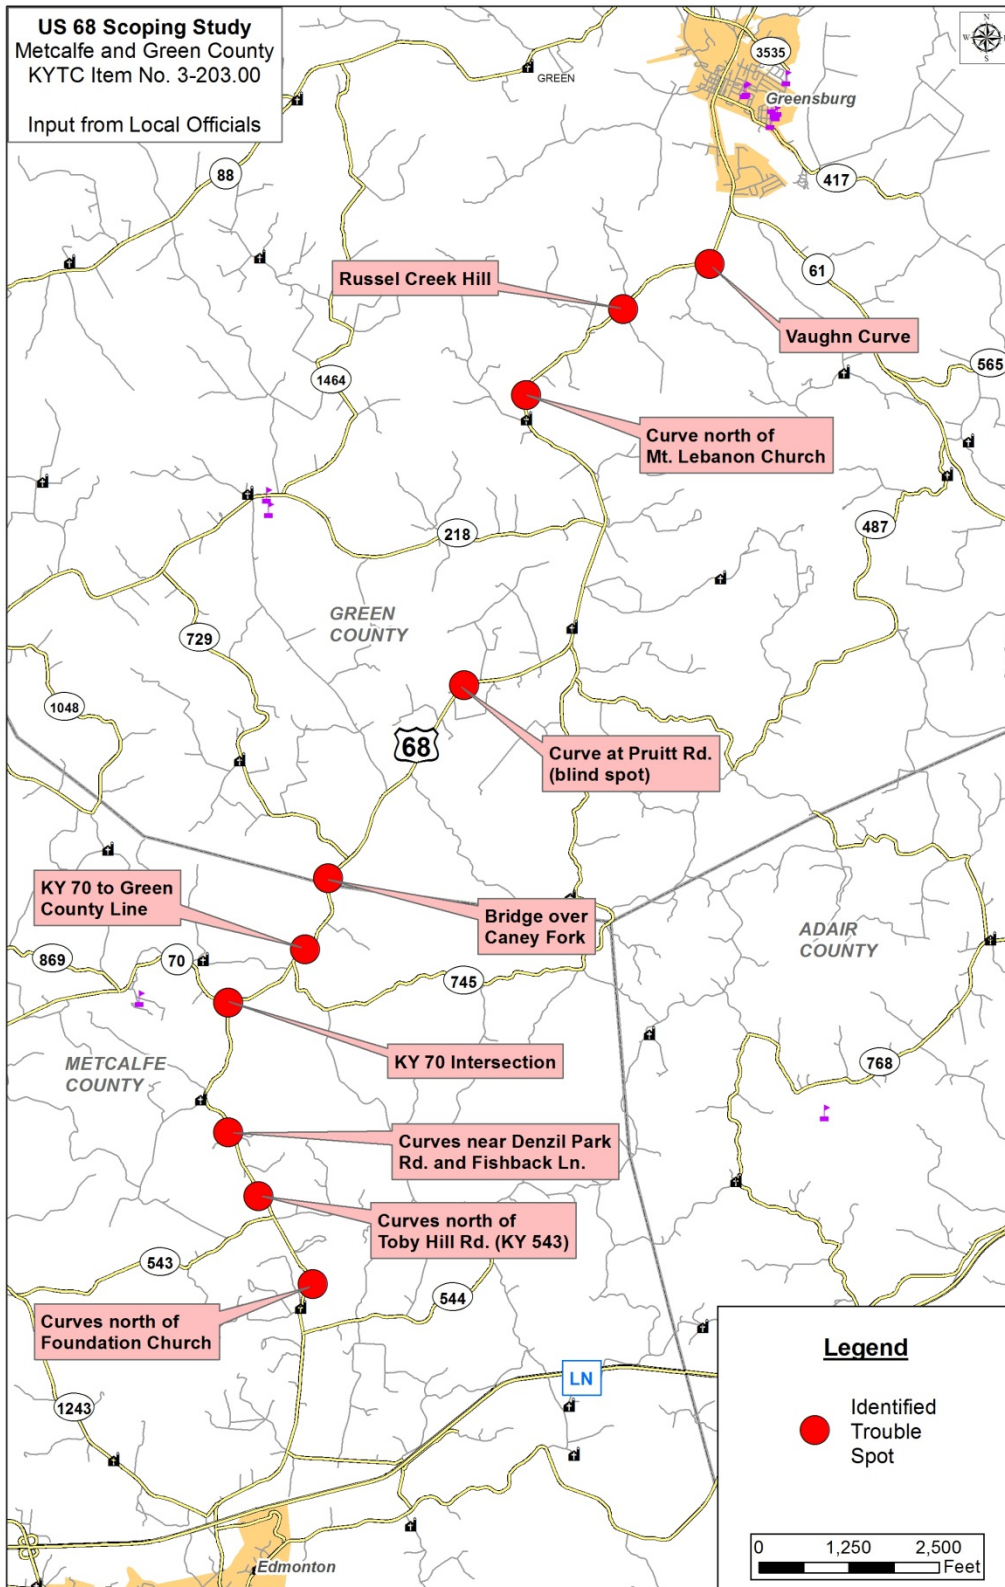 US 68 Scoping Study
Metcalfe and Green County
KYTC Item No. 3-203.00
Input from Local Officials
N
W
S
3535
GREEN
Greensburg
88
417
61
Russel Creek Hill
Vaughn Curve
565
1464
Curve north of
Mt. Lebanon Church
487
218
GREEN
COUNTY
729
1048
68
Curve at Pruitt Rd.
(blind spot)
KY 70 to Green
County Line
Bridge over
Caney Fork
ADAIR
COUNTY
869
70
745
KY 70 Intersection
METCALFE
COUNTY
768
Curves near Denzil Park
Rd. and Fishback Ln.
Curves north of
Toby Hill Rd. (KY 543)
543
544
Curves north of
Foundation Church
LN
1243
Edmonton
Legend
Identified
Trouble
Spot
0 1,250 2,500
Feet